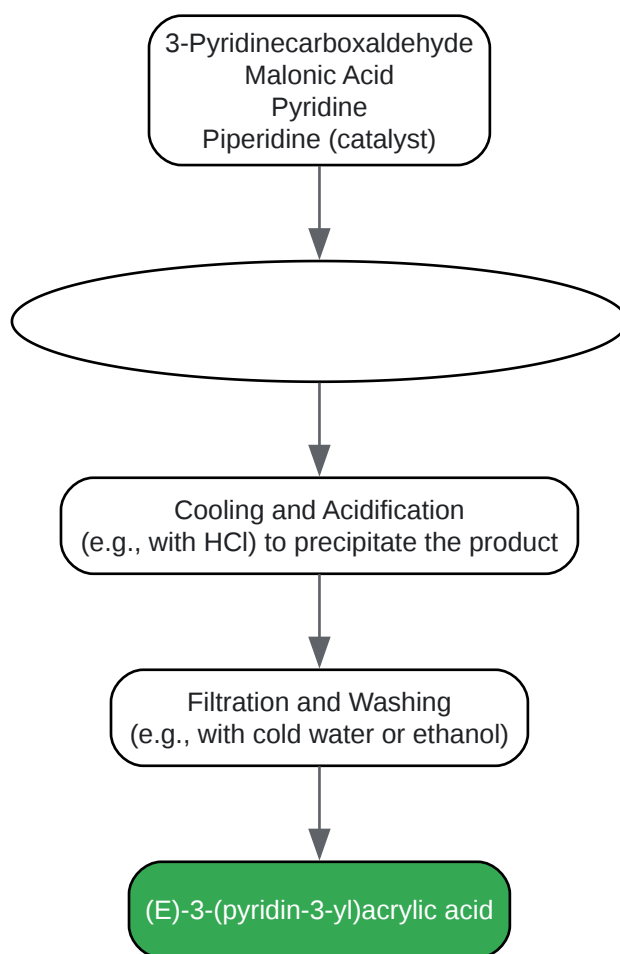 3-Pyridinecarboxaldehyde
Malonic Acid
Pyridine
Piperidine (catalyst)
Cooling and Acidification
(e.g., with HCl) to precipitate the product
Filtration and Washing
(e.g., with cold water or ethanol)
(E)-3-(pyridin-3-yl)acrylic acid